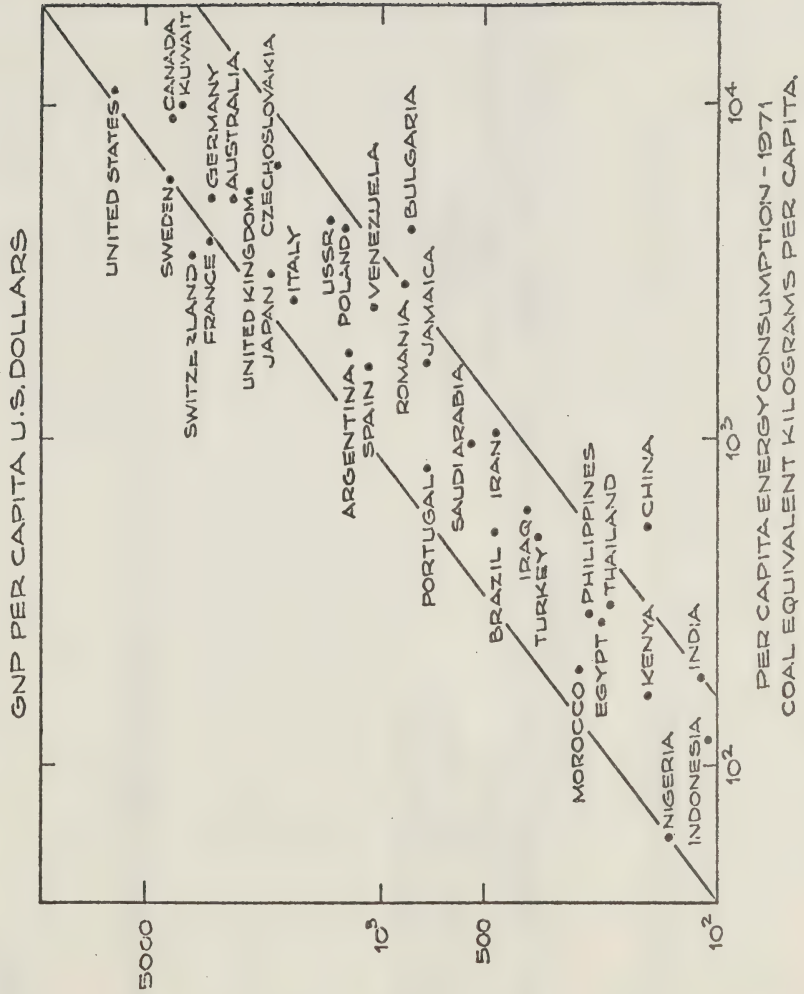 GNP PER CAPITA U.S. DOLLARS
5000
10³
500
10²
UNITED STATES
CANADA
KUWAIT
SWEDEN
GERMANY
SWITZERLAND
FRANCE
AUSTRALIA
UNITED KINGDOM
CZECHOSLOVAKIA
JAPAN
ITALY
USSR
POLAND
ARGENTINA
VENEZUELA
SPAIN
BULGARIA
ROMANIA
JAMAICA
PORTUGAL
SAUDI ARABIA
IRAN
BRAZIL
IRAQ
TURKEY
PHILIPPINES
MOROCCO
EGYPT
THAILAND
CHINA
KENYA
NIGERIA
INDIA
INDONESIA
10²
10³
10⁴
PER CAPITA ENERGY CONSUMPTION - 1971
COAL EQUIVALENT KILOGRAMS PER CAPITA.